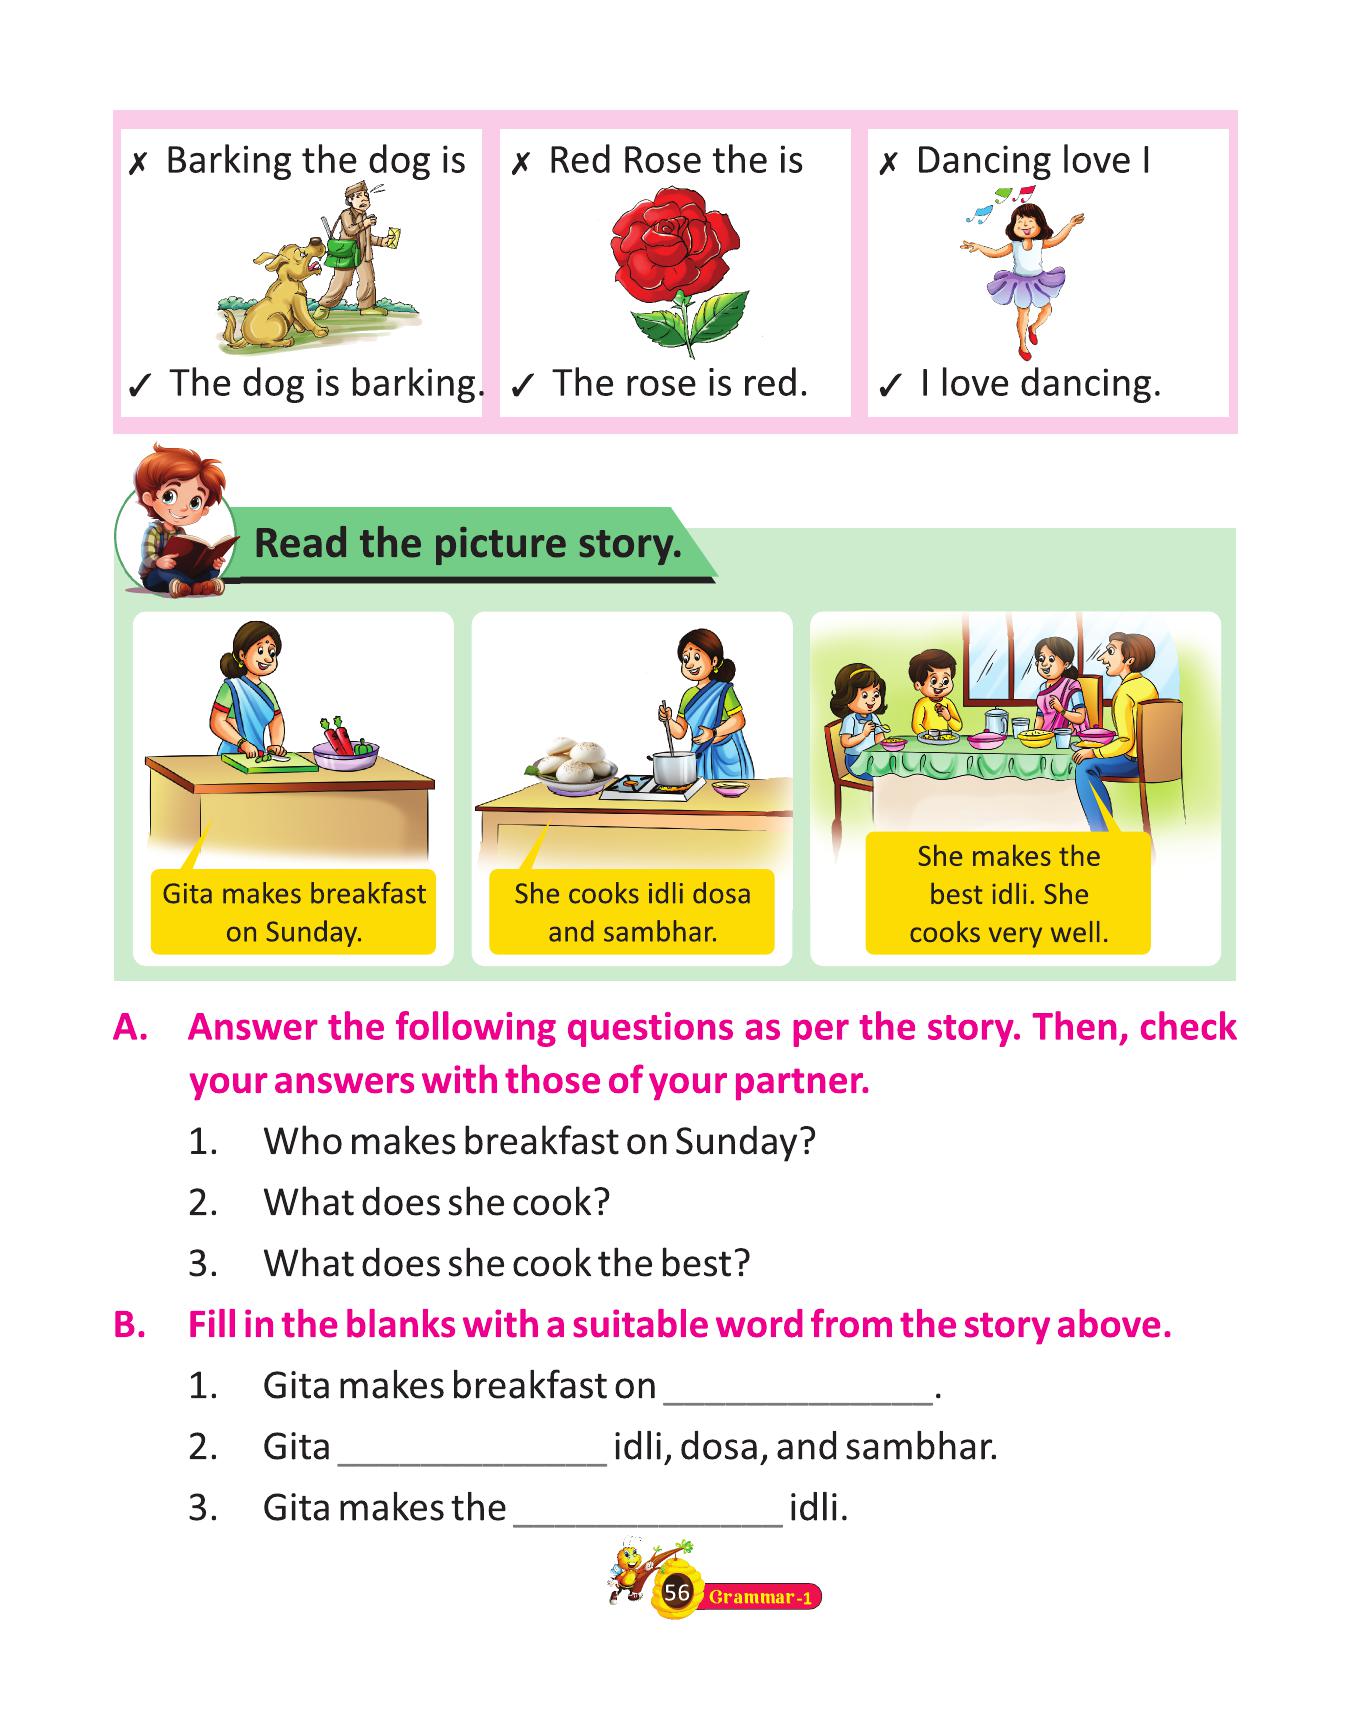 ✗ Barking the dog is
✓ The dog is barking.
✗ Red Rose the is
✓ The rose is red.
✗ Dancing love I
✓ I love dancing.
Read the picture story.
Gita makes breakfast
on Sunday.
She cooks idli dosa
and sambhar.
She makes the
best idli. She
cooks very well.
A. Answer the following questions as per the story. Then, check
your answers with those of your partner.
1. Who makes breakfast on Sunday?
2. What does she cook?
3. What does she cook the best?
B. Fill in the blanks with a suitable word from the story above.
1. Gita makes breakfast on _____________.
2. Gita _____________ idli, dosa, and sambhar.
3. Gita makes the _____________ idli.
56 Grammar-1